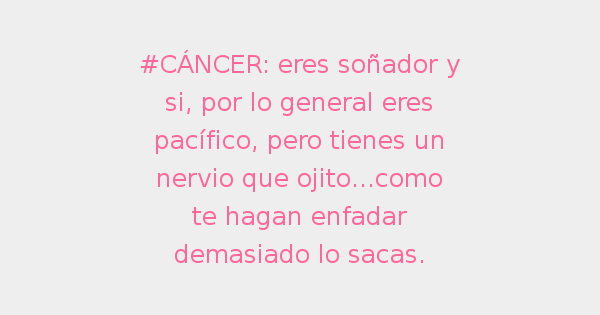 #CÁNCER: eres soñador y
si, por lo general eres
pacífico, pero tienes un
nervio que ojito...como
te hagan enfadar
demasiado lo sacas.